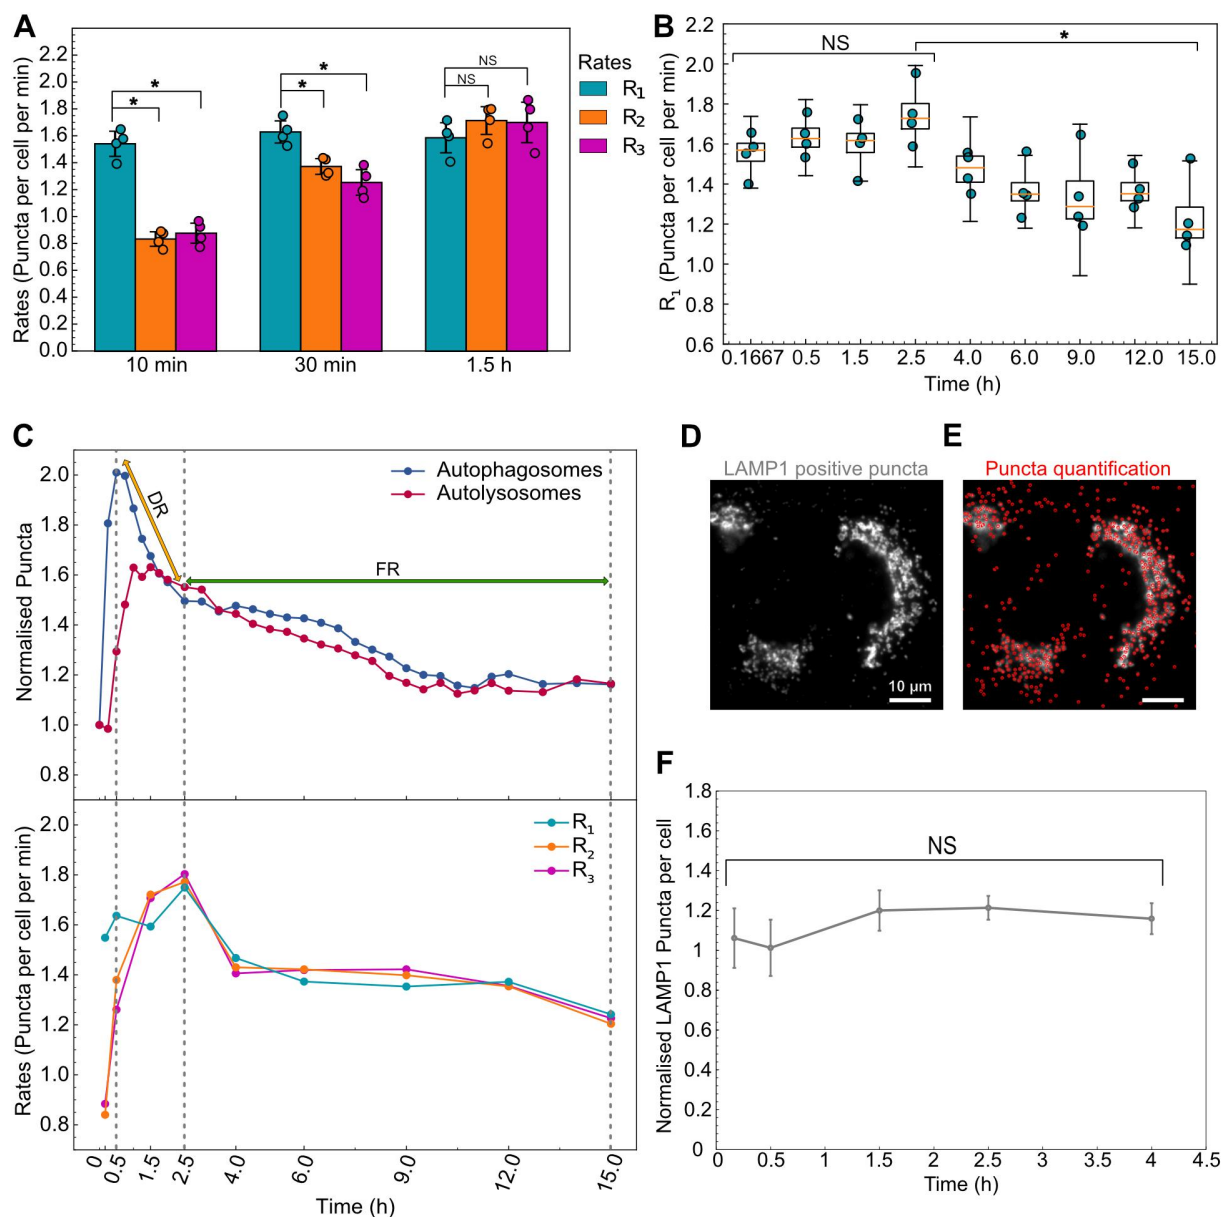 A
Rates (Puncta per cell per min)
2.2
2.0
1.8
1.6
1.4
1.2
1.0
0.8
0.6
0.4
0.2
0.0
*
*
*
*
NS
NS
10 min
30 min
1.5 h
Rates
R₁
R₂
R₃
B
R₁ (Puncta per cell per min)
2.2
2.0
1.8
1.6
1.4
1.2
1.0
0.8
0.6
NS
*
0.1667 0.5 1.5 2.5 4.0 6.0 9.0 12.0 15.0
Time (h)
C
Normalised Puncta
2.0
1.8
1.6
1.4
1.2
1.0
0.8
Autophagosomes
Autolysosomes
DR
FR
Rates (Puncta per cell per min)
2.0
1.8
1.6
1.4
1.2
1.0
0.8
R₁
R₂
R₃
0 0.5 1.5 2.5 4.0 9.0 12.0 15.0
Time (h)
D
LAMP1 positive puncta
10 µm
E
Puncta quantification
F
Normalised LAMP1 Puncta per cell
1.8
1.6
1.4
1.2
1
0.8
0.6
0.4
0.2
0
NS
0 0.5 1 1.5 2 2.5 3 3.5 4 4.5
Time (h)